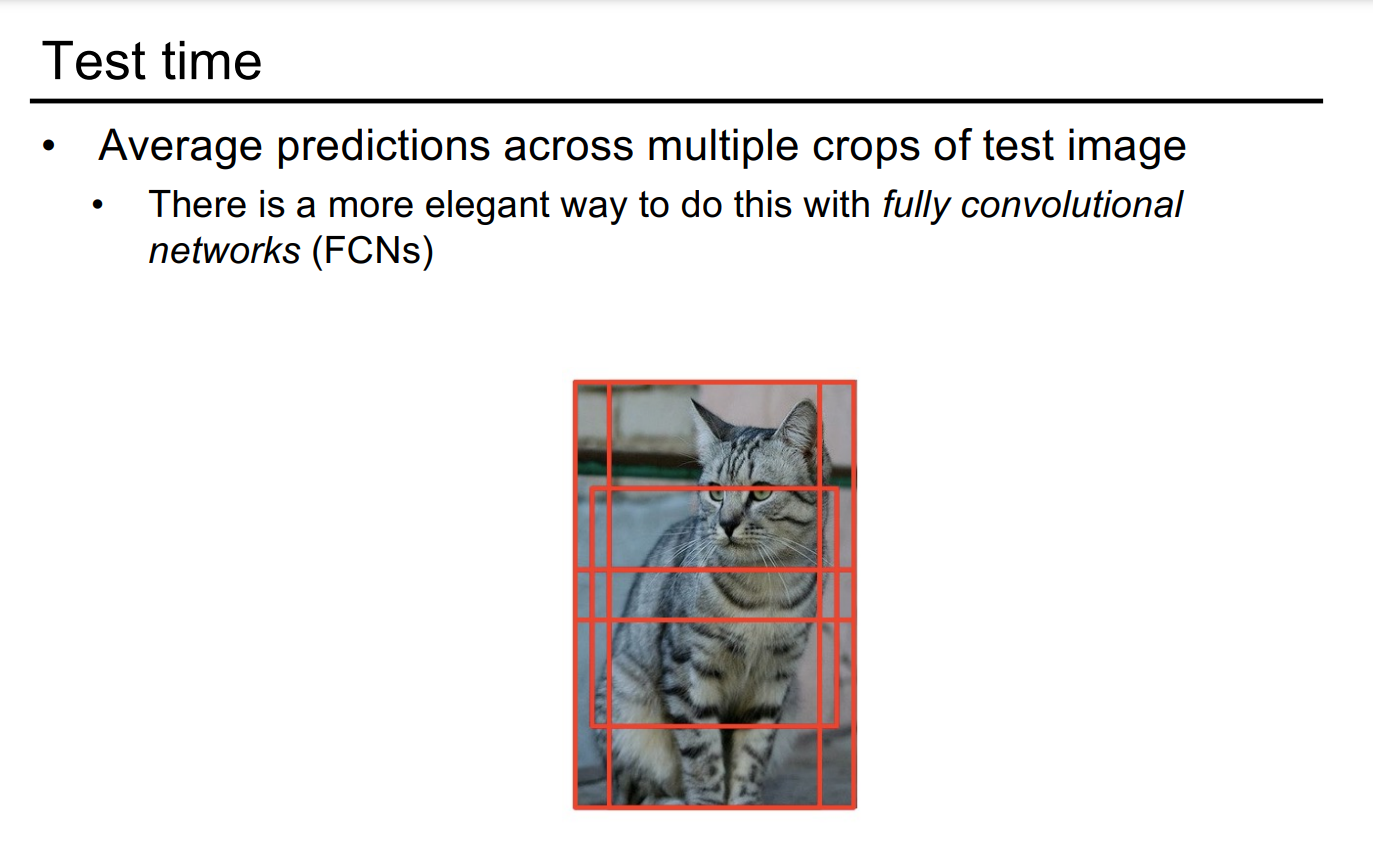 Test time
• Average predictions across multiple crops of test image
• There is a more elegant way to do this with fully convolutional
networks (FCNs)